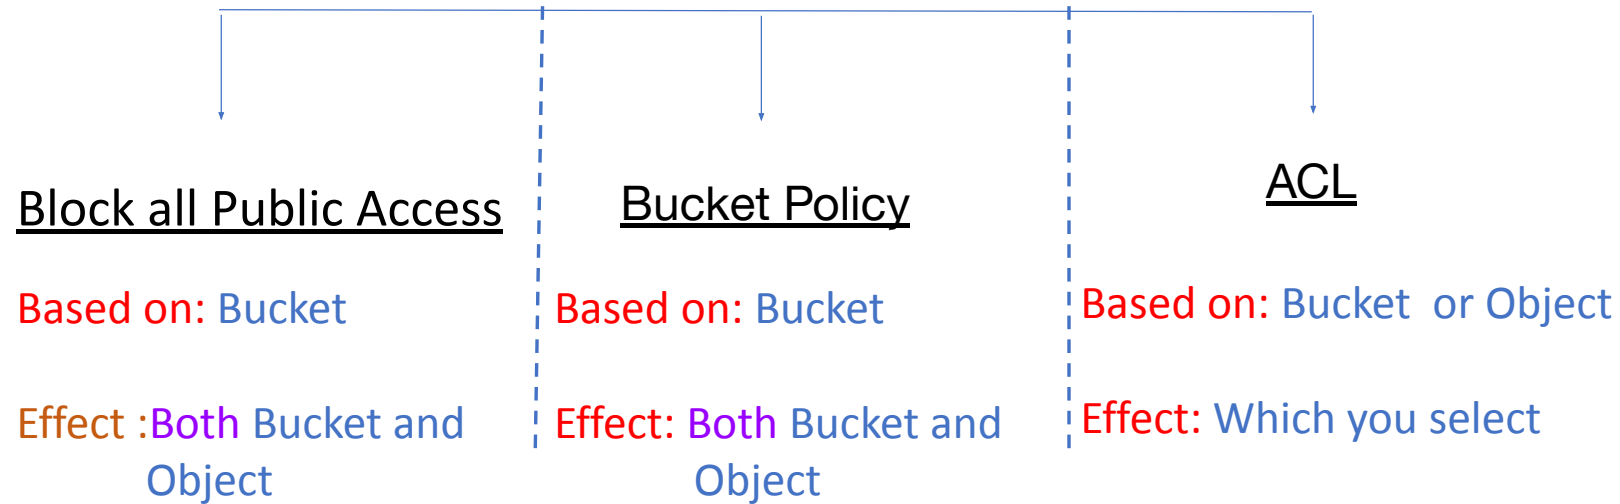 Block all Public Access
Based on: Bucket
Effect :Both Bucket and
Object
Bucket Policy
Based on: Bucket
Effect: Both Bucket and
Object
ACL
Based on: Bucket  or Object
Effect: Which you select